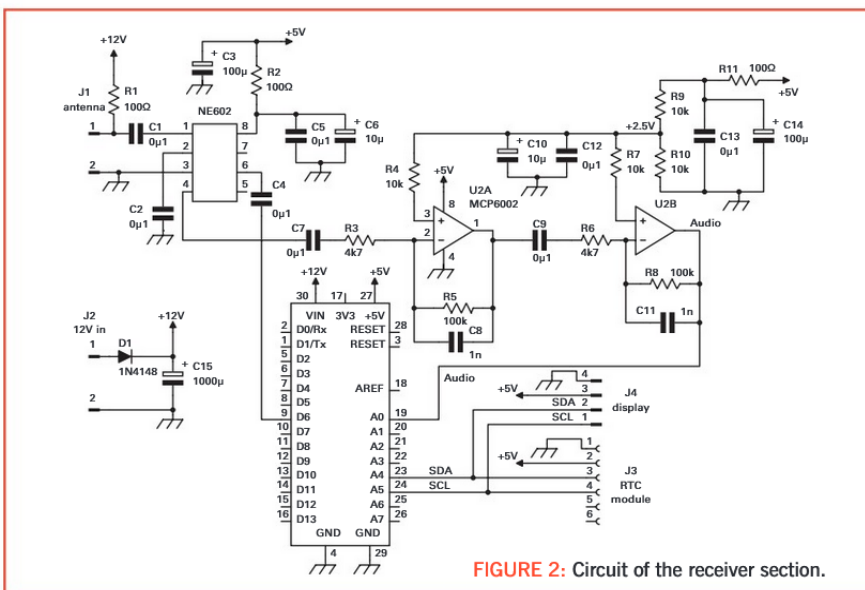 +12V
J1
antenna
R1
100Ω
1
C1
0µ1
2
C2
0µ1
NE602
1
2
3
4
8
7
6
5
+
C3
100µ
+5V
R2
100Ω
C5
0µ1
+
C6
10µ
C4
0µ1
C7
0µ1
R3
4k7
R4
10k
+5V
U2A
MCP6002
8
3
+
2
−
1
4
R5
100k
C8
1n
+
C10
10µ
C12
0µ1
+2.5V
C9
0µ1
R6
4k7
R7
10k
R9
10k
R10
10k
R11
100Ω
+5V
C13
0µ1
+
C14
100µ
U2B
+
−
Audio
R8
100k
C11
1n
J2
12V in
1
D1
1N4148
+12V
+
C15
1000µ
2
+12V
+5V
30
17
27
VIN
3V3
+5V
2 D0/Rx
1 D1/Tx
5 D2
6 D3
7 D4
8 D5
9 D6
10 D7
11 D8
12 D9
13 D10
14 D11
15 D12
16 D13
RESET 28
RESET 3
AREF 18
A0 19
A1 20
A2 21
A3 22
A4 23
A5 24
A6 25
A7 26
GND
GND
4
29
Audio
SDA
SCL
4
+5V
3
SDA 2
SCL 1
J4
display
1
+5V
2
3
4
5
6
J3
RTC
module
FIGURE 2: Circuit of the receiver section.